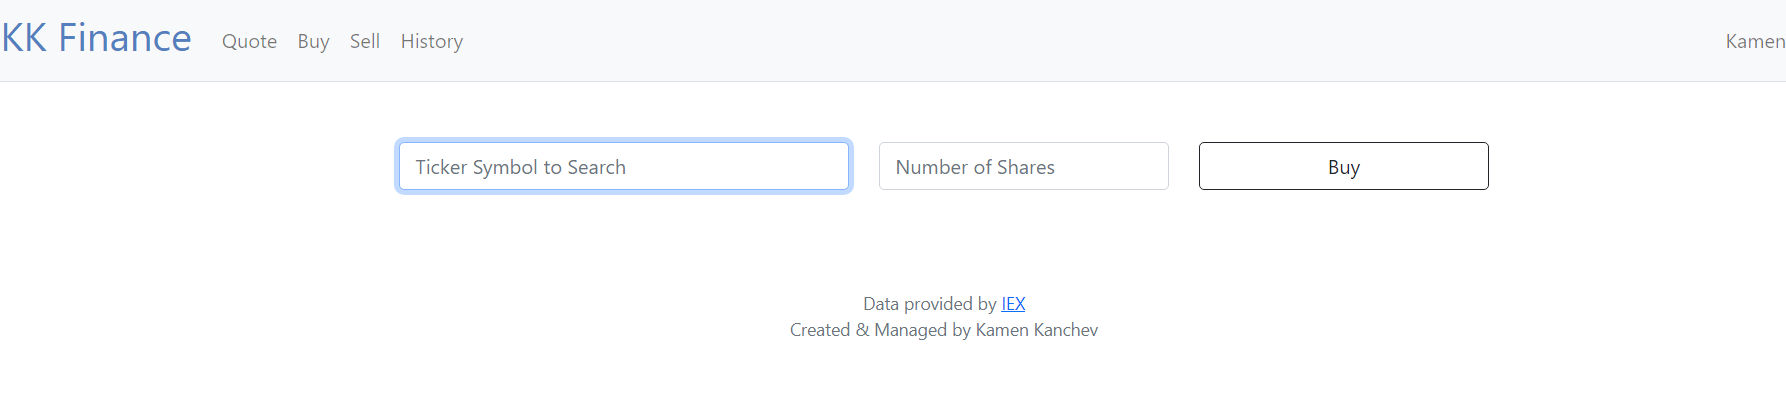 KK Finance Quote Buy Sell History Kamen
Ticker Symbol to Search Number of Shares Buy
Data provided by IEX
Created & Managed by Kamen Kanchev